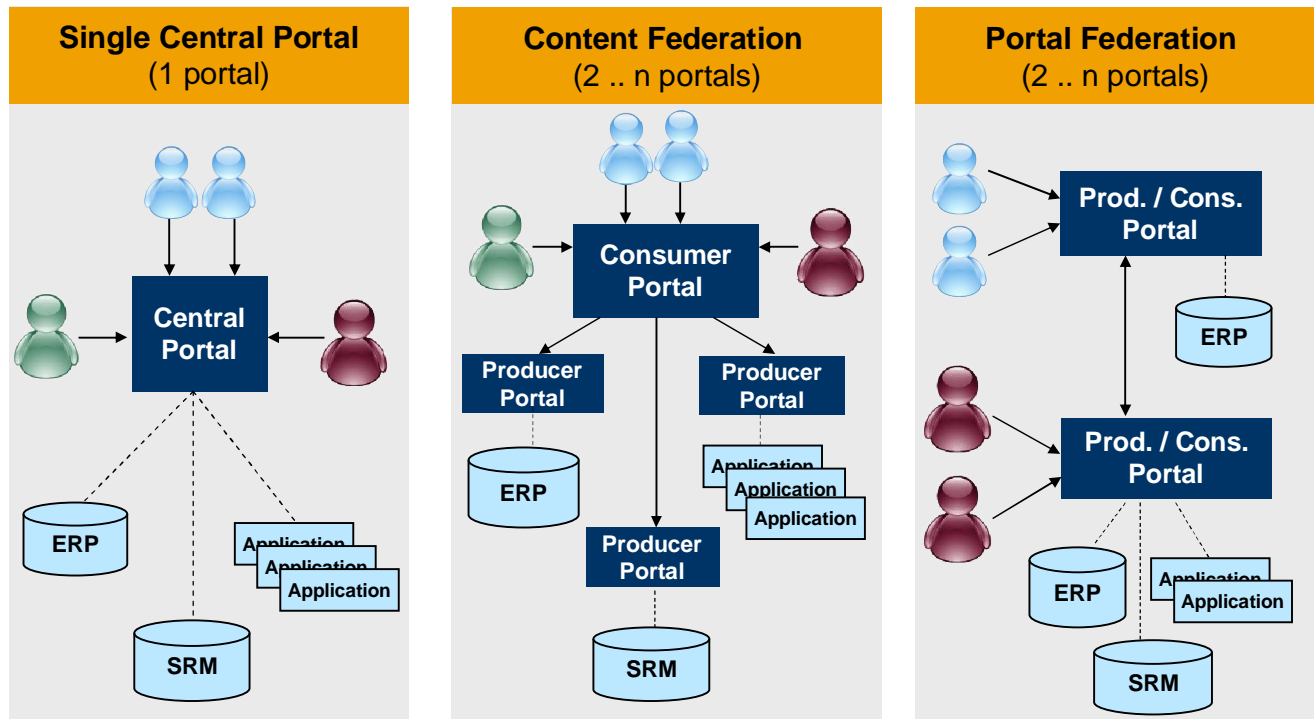 Single Central Portal
(1 portal)
Central
Portal
ERP
Application
Application
Application
SRM
Content Federation
(2 .. n portals)
Consumer
Portal
Producer
Portal
Producer
Portal
ERP
Application
Application
Application
Producer
Portal
SRM
Portal Federation
(2 .. n portals)
Prod. / Cons.
Portal
ERP
Prod. / Cons.
Portal
ERP
Application
Application
SRM